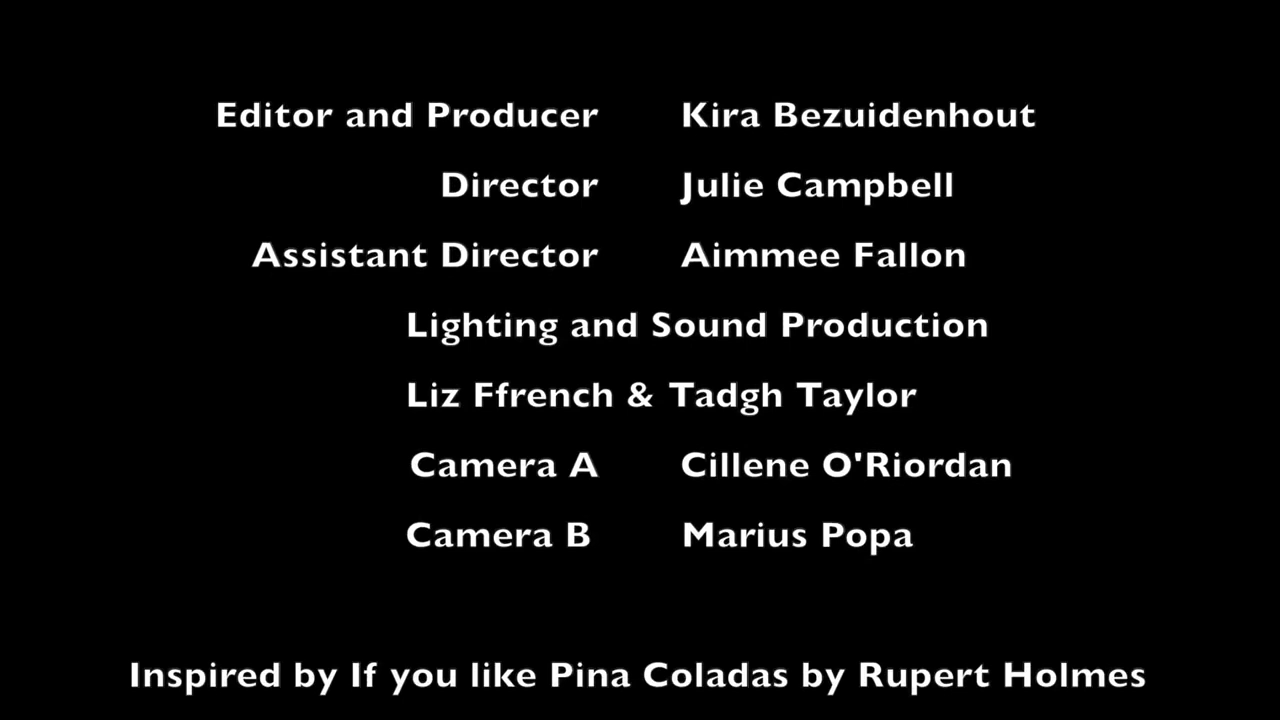 Editor and Producer Kira Bezuidenhout
Director Julie Campbell
Assistant Director Aimmee Fallon
Lighting and Sound Production
Liz Ffrench & Tadgh Taylor
Camera A Cillene O'Riordan
Camera B Marius Popa
Inspired by If you like Pina Coladas by Rupert Holmes